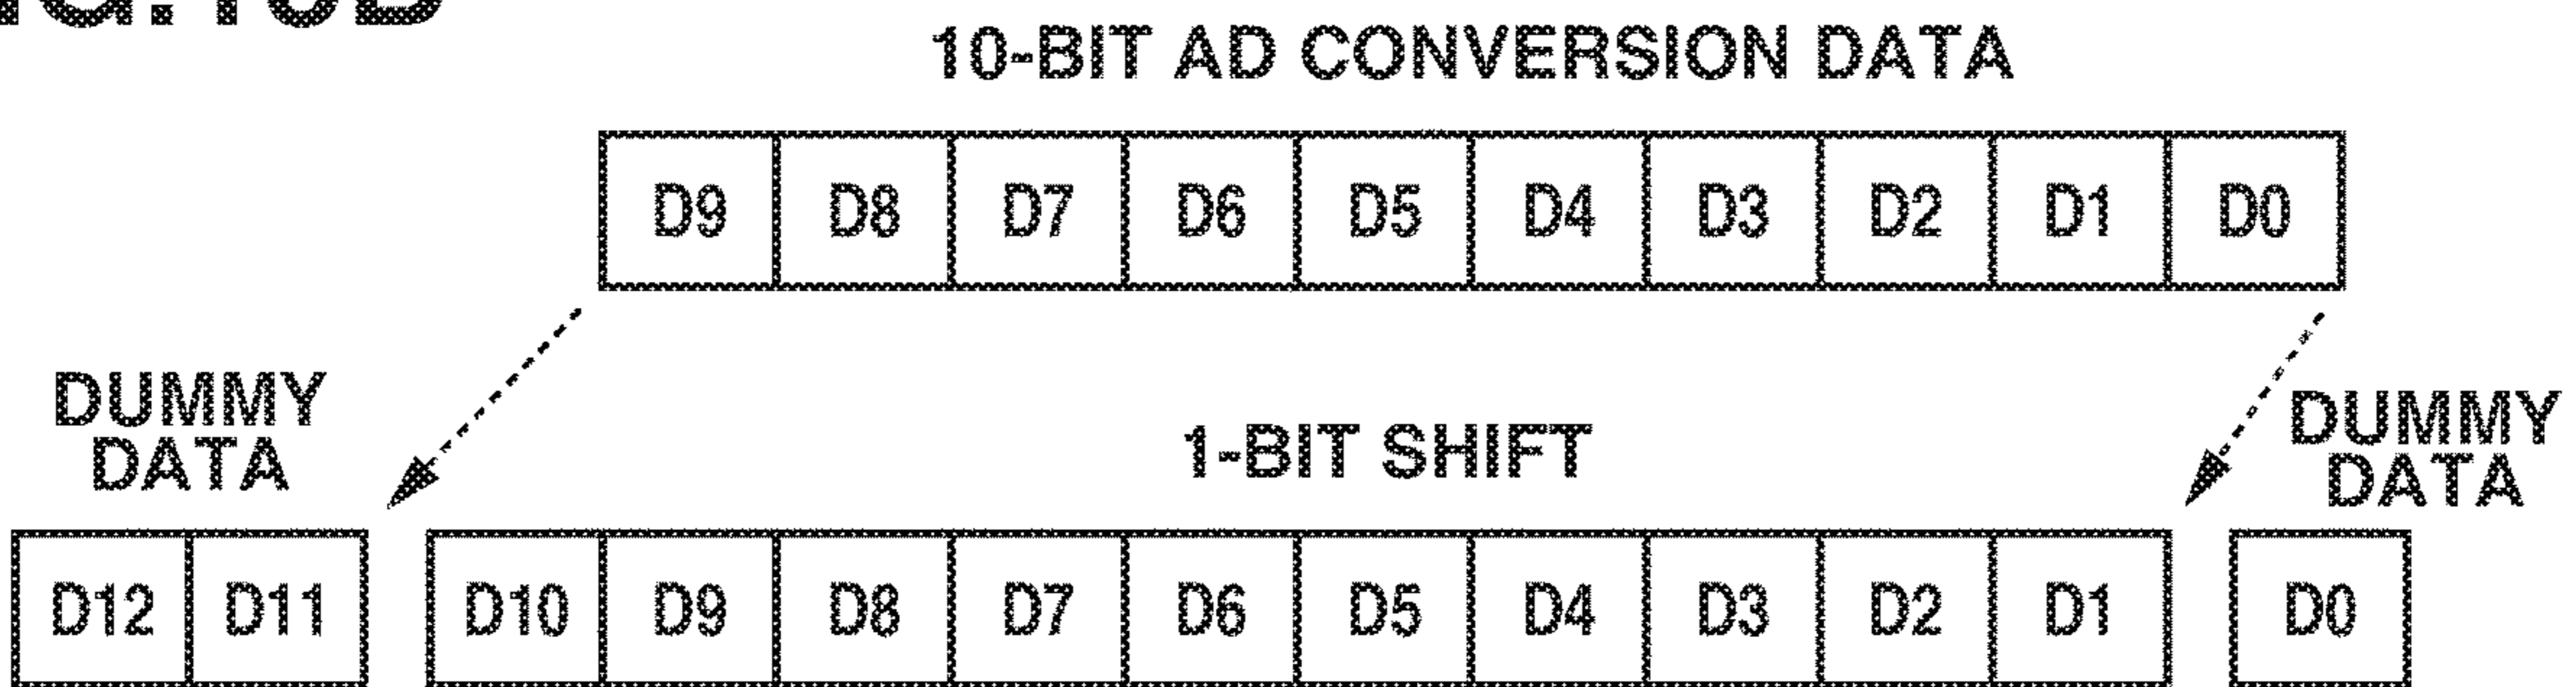 10-BIT AD CONVERSION DATA
D9 D8 D7 D6 D5 D4 D3 D2 D1 D0
DUMMY
DATA
1-BIT SHIFT
DUMMY
DATA
D12 D11 D10 D9 D8 D7 D6 D5 D4 D3 D2 D1 D0